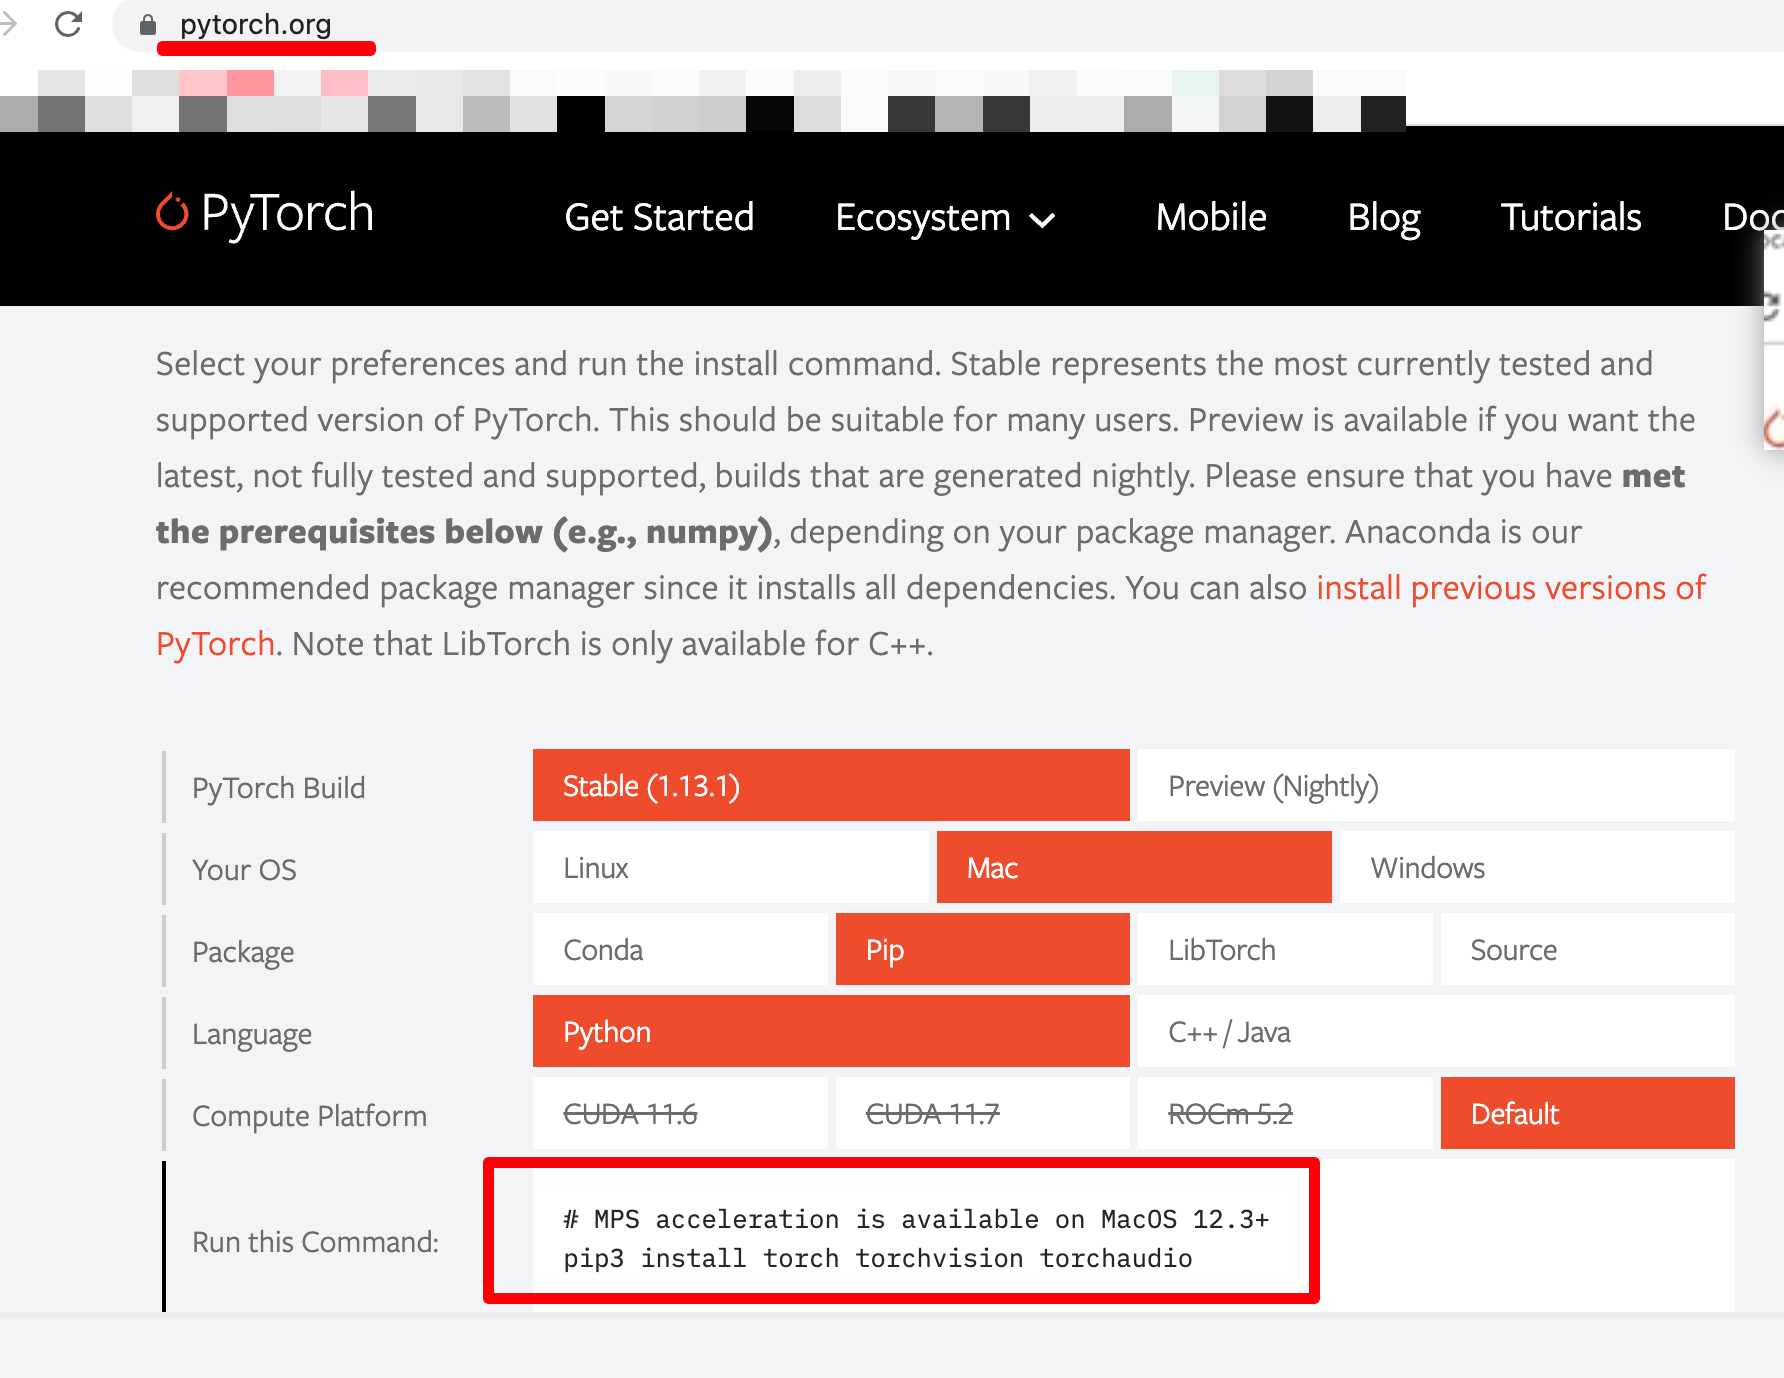 pytorch.org
PyTorch
Get Started Ecosystem Mobile Blog Tutorials
Select your preferences and run the install command. Stable represents the most currently tested and
supported version of PyTorch. This should be suitable for many users. Preview is available if you want the
latest, not fully tested and supported, builds that are generated nightly. Please ensure that you have met
the prerequisites below (e.g., numpy), depending on your package manager. Anaconda is our
recommended package manager since it installs all dependencies. You can also install previous versions of
PyTorch. Note that LibTorch is only available for C++.
PyTorch Build Stable (1.13.1) Preview (Nightly)
Your OS Linux Mac Windows
Package Conda Pip LibTorch Source
Language Python C++ / Java
Compute Platform CUDA 11.6 CUDA 11.7 ROCm 5.2 Default
Run this Command:
# MPS acceleration is available on MacOS 12.3+
pip3 install torch torchvision torchaudio